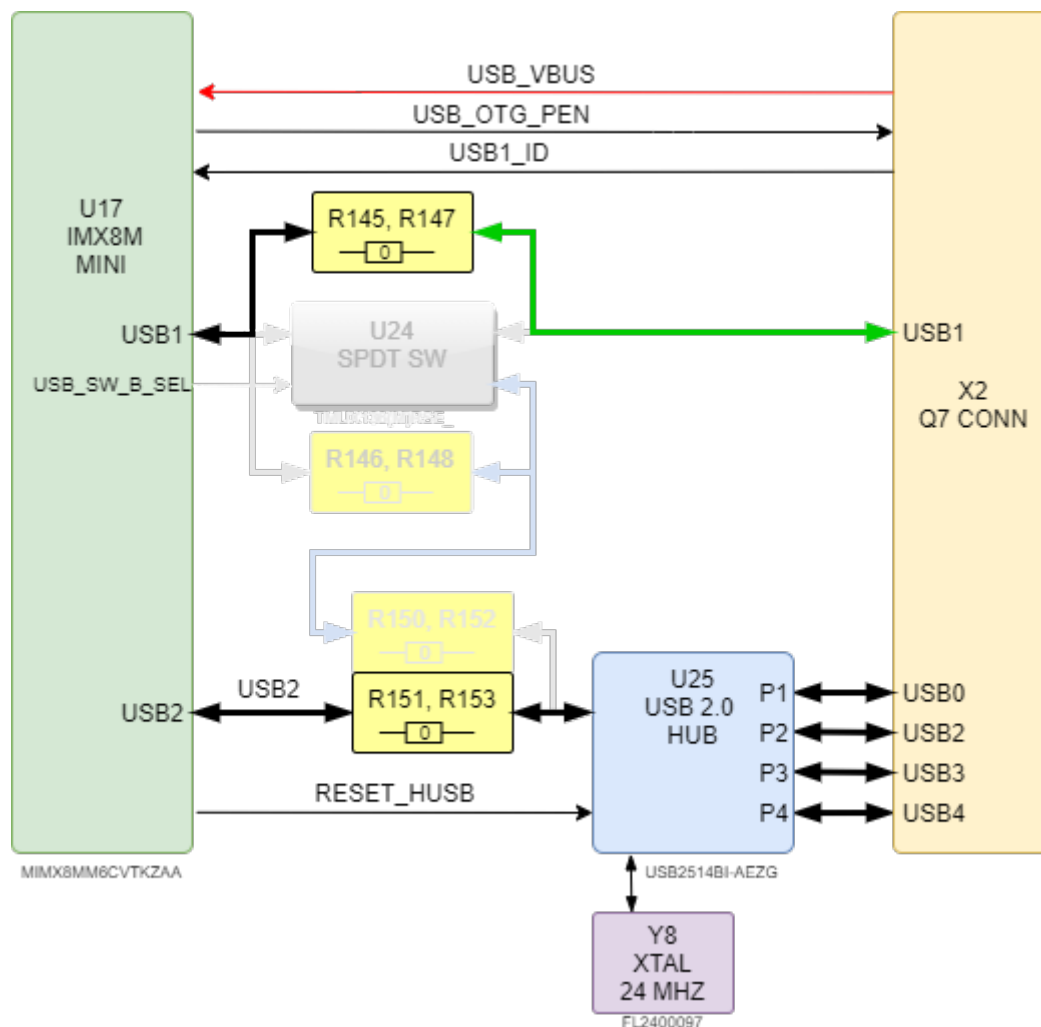 USB_VBUS
USB_OTG_PEN
USB1_ID
U17
IMX8M
MINI
R145, R147
0
USB1
U24
SPDT SW
USB1
USB_SW_B_SEL
X2
Q7 CONN
R146, R148
0
R150, R152
0
USB2
USB2
R151, R153
0
U25
USB 2.0
HUB
P1
USB0
P2
USB2
P3
USB3
P4
USB4
RESET_HUSB
MIMX8MM6CVTKZAA
USB2514BI-AEZG
Y8
XTAL
24 MHZ
FL2400097